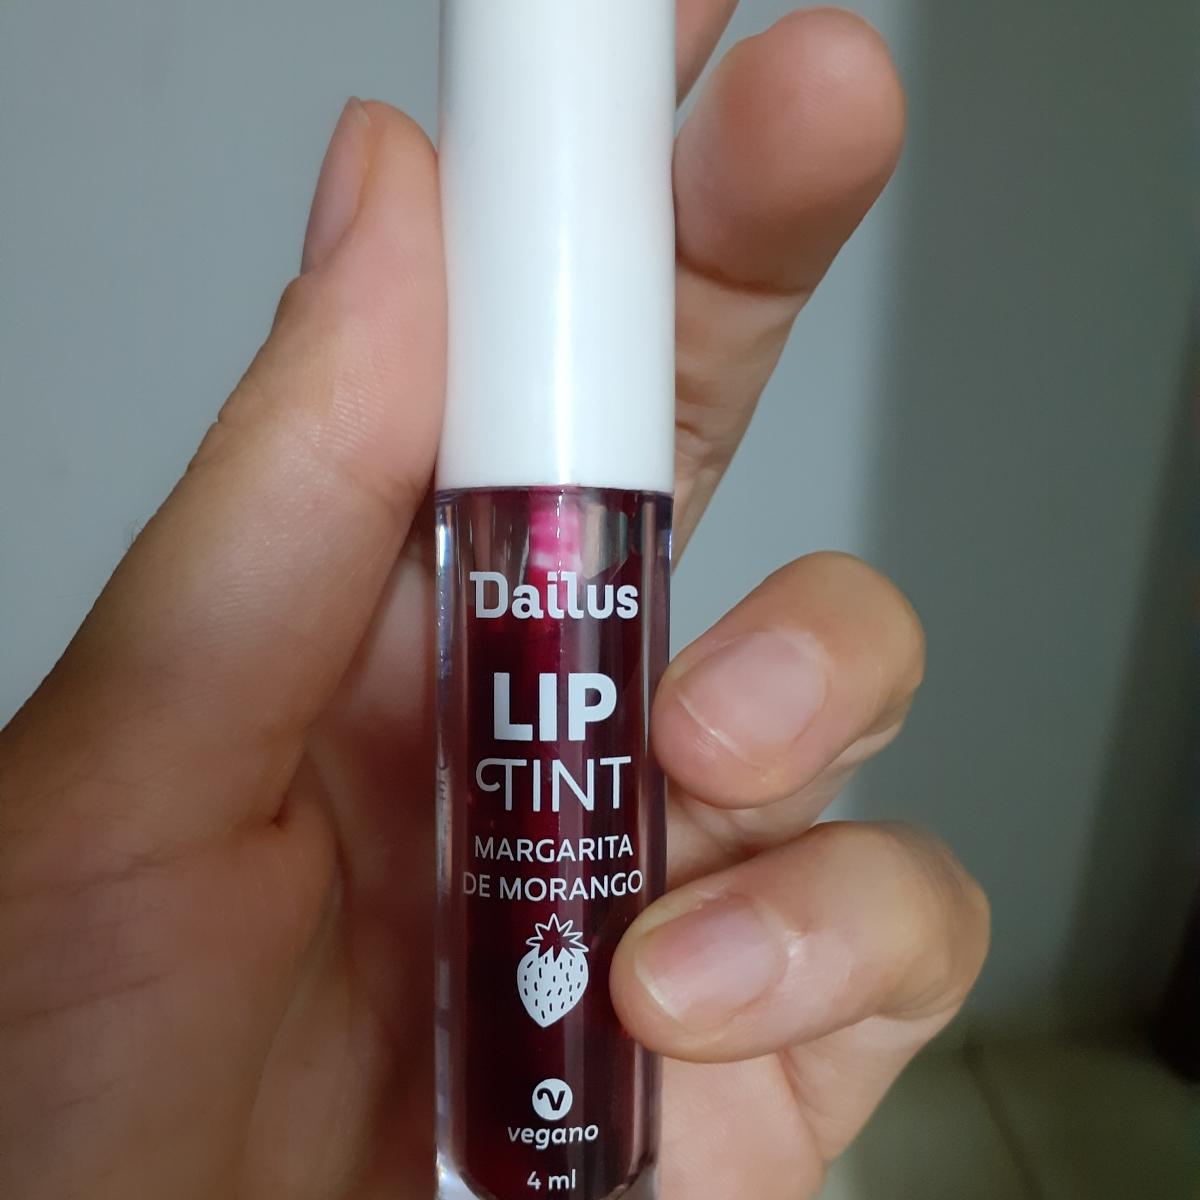 Dailus
LIP
TINT
MARGARITA
DE MORANGO
vegano
4 ml